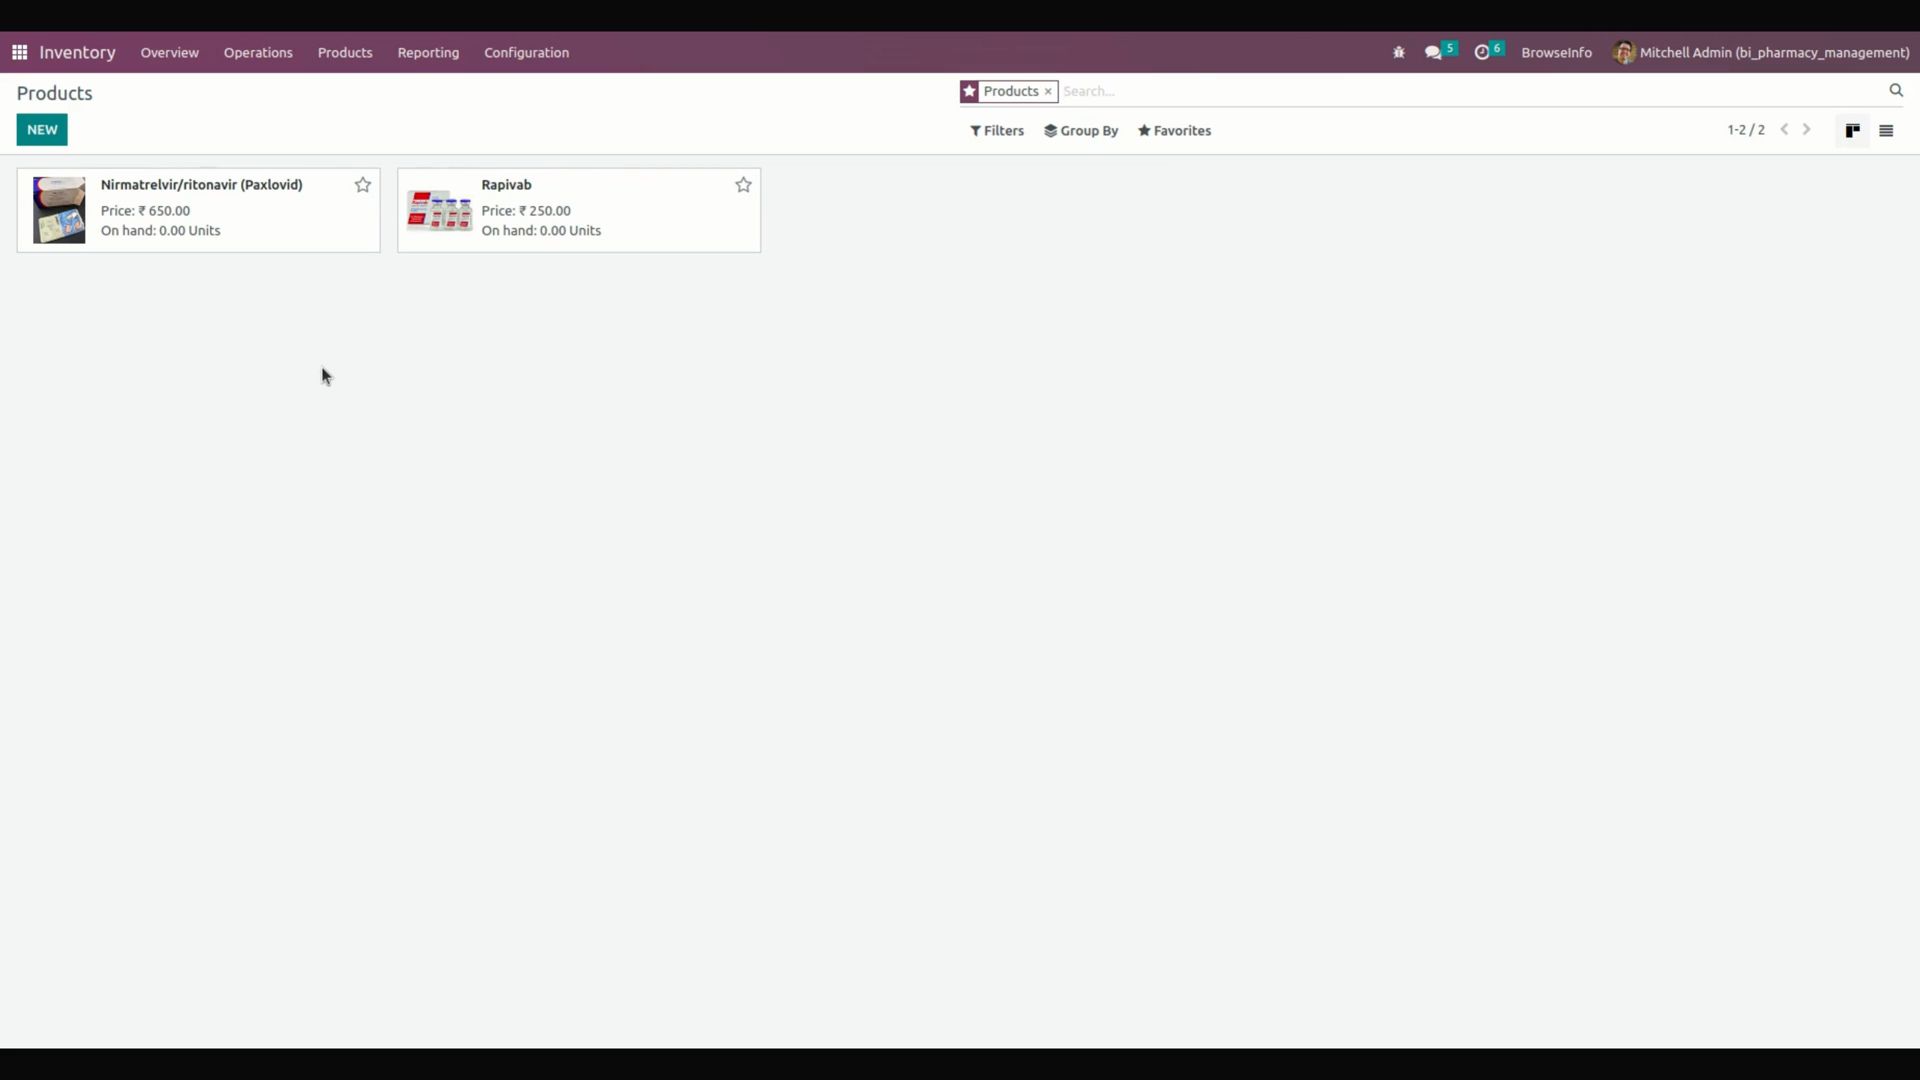 Inventory Overview Operations Products Reporting Configuration 5 6 BrowseInfo Mitchell Admin (bi_pharmacy_management)
Products
Products × Search...
NEW
Filters Group By Favorites 1-2 / 2
Nirmatrelvir/ritonavir (Paxlovid)
Price: ₹ 650.00
On hand: 0.00 Units
Rapivab
Price: ₹ 250.00
On hand: 0.00 Units